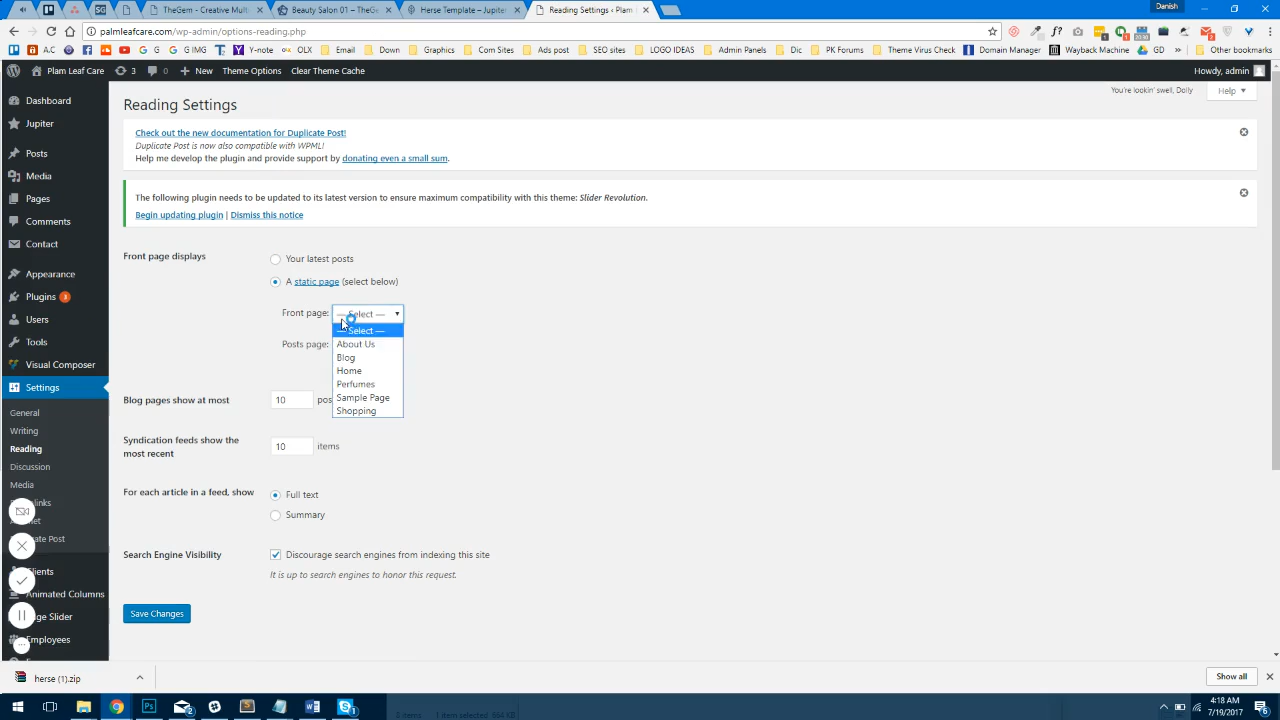 Danish
TheGem - Creative Multi
Beauty Salon 01 – TheGe
Herse Template – Jupiter
Reading Settings ‹ Plam L
palmleafcare.com/wp-admin/options-reading.php
A.C
G
G IMG
Y-note
OLX
Email
Down
Graphics
Com Sites
Ads post
SEO sites
LOGO IDEAS
Admin Panels
Dic
PK Forums
Theme Virus Check
Domain Manager
Wayback Machine
GD
»
Other bookmarks
Plam Leaf Care
3
0
New
Theme Options
Clear Theme Cache
Howdy, admin
You're lookin' swell, Dolly
Help
Dashboard
Jupiter
Posts
Media
Pages
Comments
Contact
Appearance
Plugins 3
Users
Tools
Visual Composer
Settings
General
Writing
Reading
Discussion
Media
Clients
Animated Columns
Employees
Reading Settings
Check out the new documentation for Duplicate Post!
Duplicate Post is now also compatible with WPML!
Help me develop the plugin and provide support by donating even a small sum.
The following plugin needs to be updated to its latest version to ensure maximum compatibility with this theme: Slider Revolution.
Begin updating plugin | Dismiss this notice
Front page displays
Your latest posts
A static page (select below)
Front page: — Select —
— Select —
About Us
Blog
Home
Perfumes
Sample Page
Shopping
Posts page:
Blog pages show at most
10 pos
Syndication feeds show the most recent
10 items
For each article in a feed, show
Full text
Summary
Search Engine Visibility
Discourage search engines from indexing this site
It is up to search engines to honor this request.
Save Changes
herse (1).zip
Show all
4:18 AM
7/19/2017